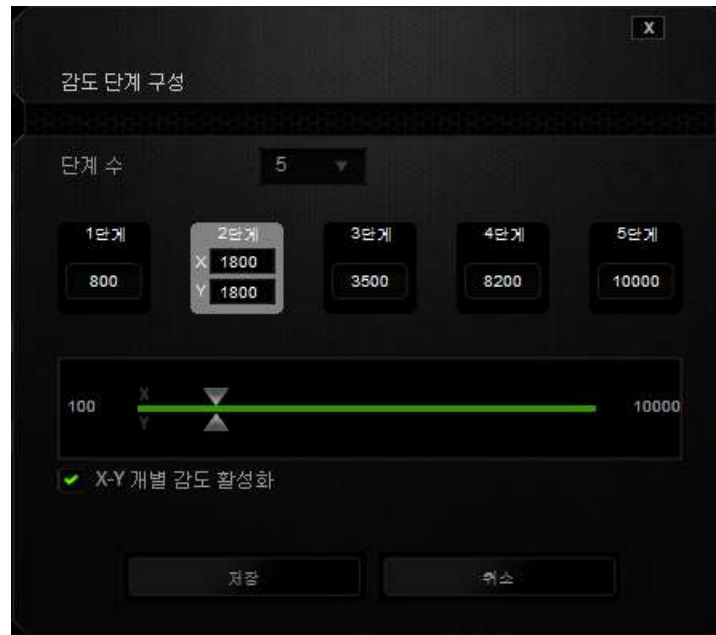 X
감도 단계 구성
단계 수 5
1단계 2단계 3단계 4단계 5단계
800 X 1800 3500 8200 10000
Y 1800
X
100 10000
Y
X-Y 개별 감도 활성화
저장 취소